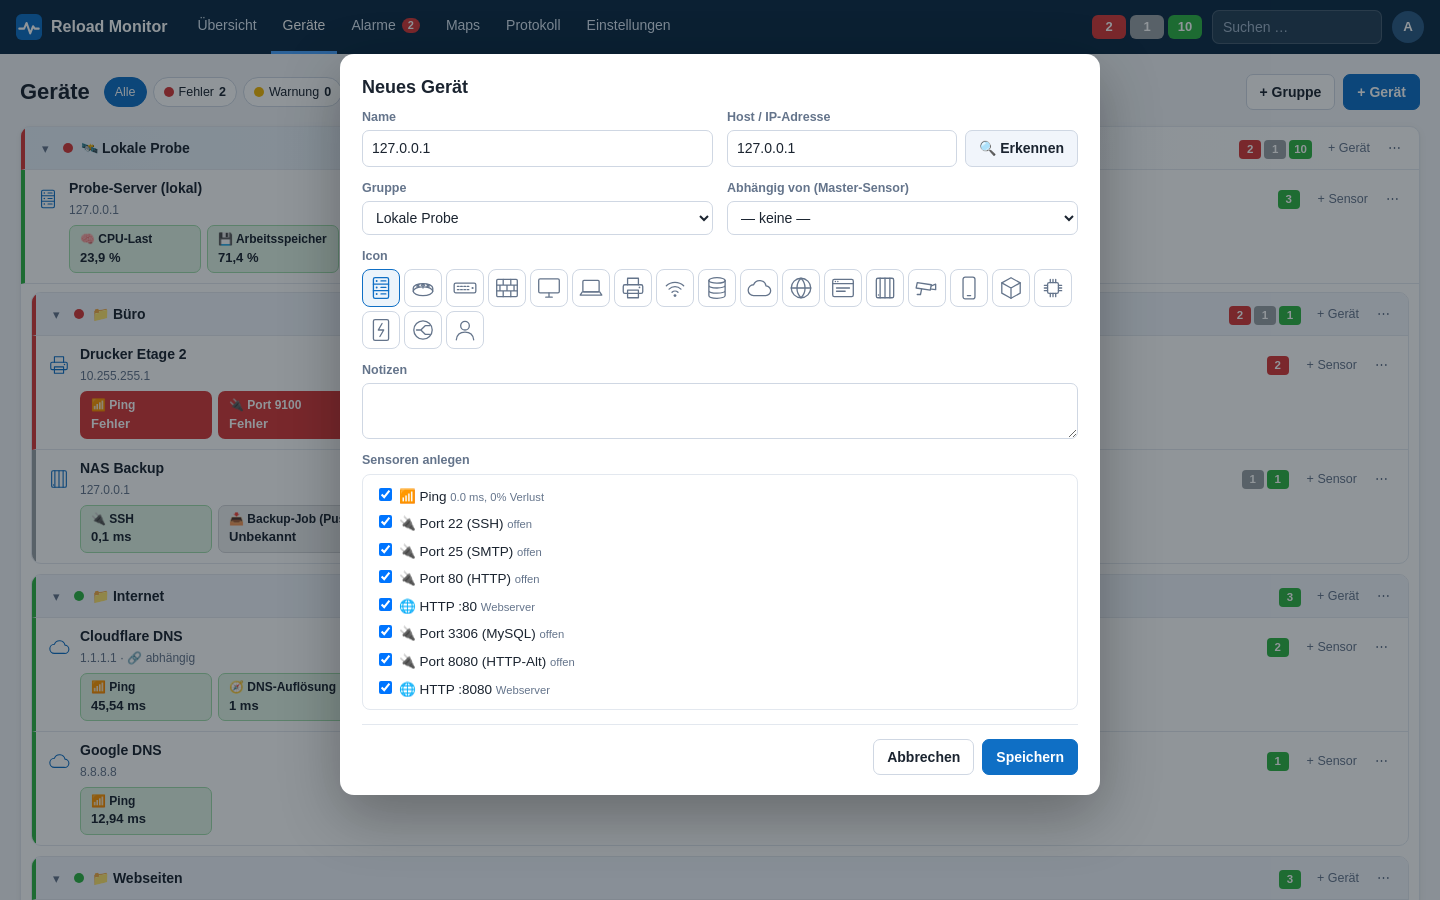 Reload Monitor Übersicht Geräte Alarme 2 Maps Protokoll Einstellungen 2 1 10 Suchen … A
Geräte Alle Fehler 2 Warnung 0 + Gruppe + Gerät
Lokale Probe 2 1 10 + Gerät ⋯
Probe-Server (lokal) 3 + Sensor ⋯
127.0.0.1
CPU-Last Arbeitsspeicher
23,9 % 71,4 %
Büro 2 1 1 + Gerät ⋯
Drucker Etage 2 2 + Sensor ⋯
10.255.255.1
Ping Port 9100
Fehler Fehler
NAS Backup 1 1 + Sensor ⋯
127.0.0.1
SSH Backup-Job (Pus
0,1 ms Unbekannt
Internet 3 + Gerät ⋯
Cloudflare DNS 2 + Sensor ⋯
1.1.1.1 · abhängig
Ping DNS-Auflösung
45,54 ms 1 ms
Google DNS 1 + Sensor ⋯
8.8.8.8
Ping
12,94 ms
Webseiten 3 + Gerät ⋯
Neues Gerät
Name Host / IP-Adresse
127.0.0.1 127.0.0.1 Erkennen
Gruppe Abhängig von (Master-Sensor)
Lokale Probe — keine —
Icon
Notizen
Sensoren anlegen
Ping 0.0 ms, 0% Verlust
Port 22 (SSH) offen
Port 25 (SMTP) offen
Port 80 (HTTP) offen
HTTP :80 Webserver
Port 3306 (MySQL) offen
Port 8080 (HTTP-Alt) offen
HTTP :8080 Webserver
Abbrechen Speichern